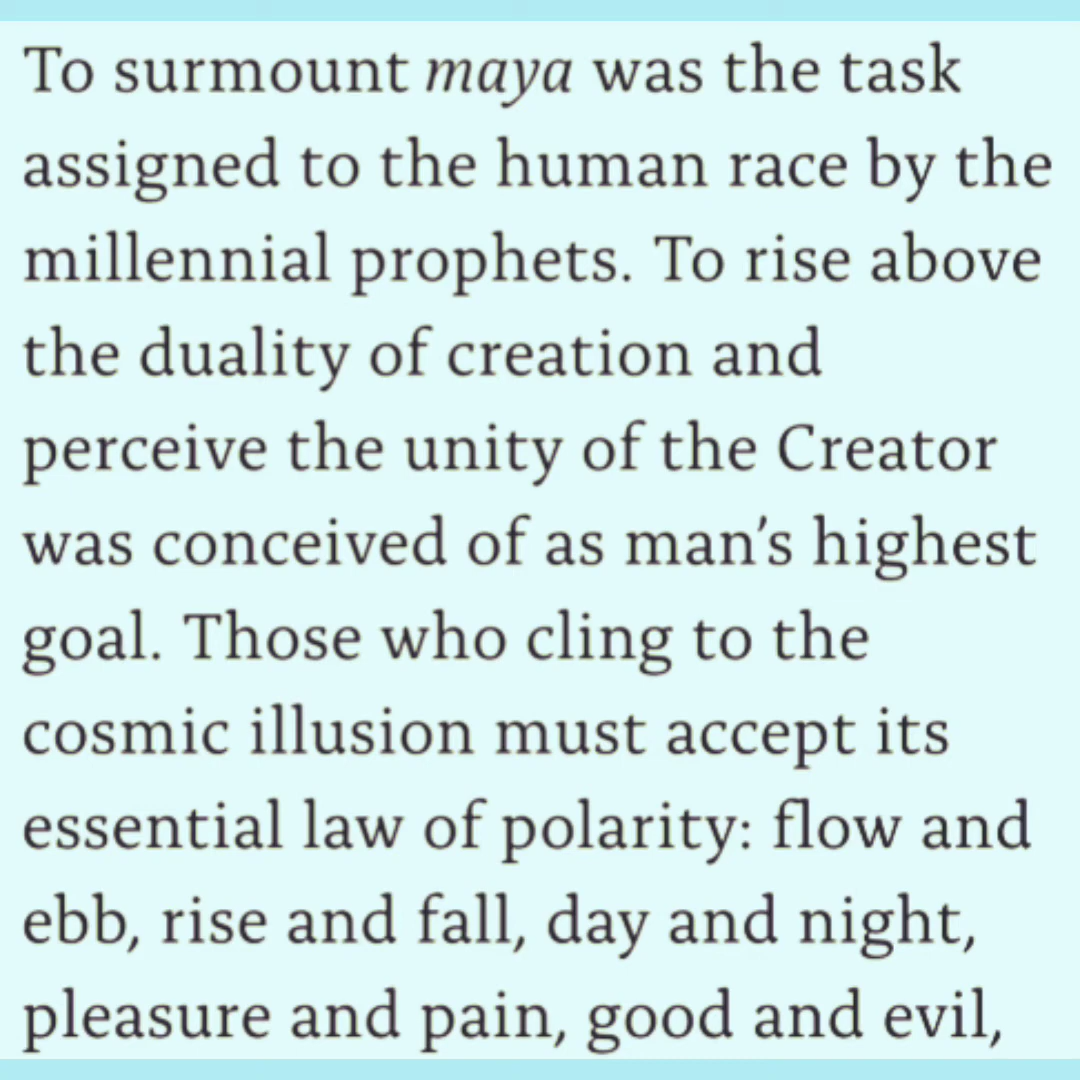 To surmount maya was the task
assigned to the human race by the
millennial prophets. To rise above
the duality of creation and
perceive the unity of the Creator
was conceived of as man’s highest
goal. Those who cling to the
cosmic illusion must accept its
essential law of polarity: flow and
ebb, rise and fall, day and night,
pleasure and pain, good and evil,